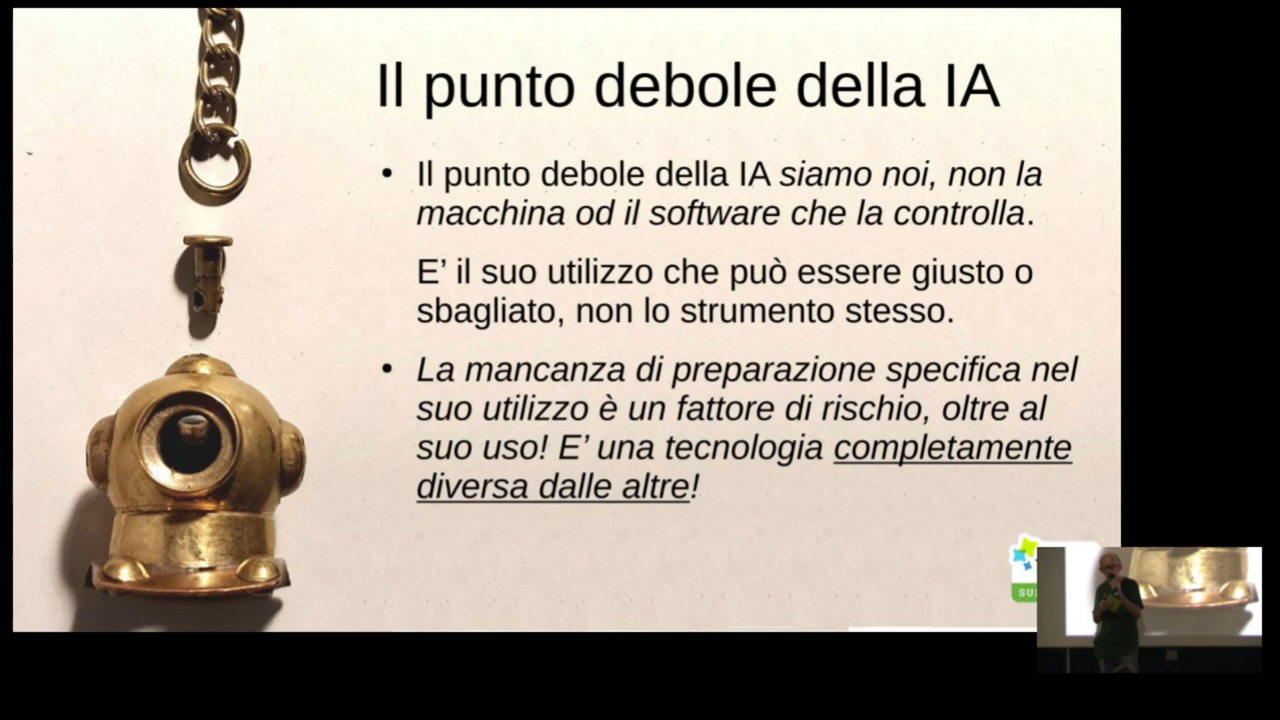 Il punto debole della IA
• Il punto debole della IA siamo noi, non la
macchina od il software che la controlla.
E’ il suo utilizzo che può essere giusto o
sbagliato, non lo strumento stesso.
• La mancanza di preparazione specifica nel
suo utilizzo è un fattore di rischio, oltre al
suo uso! E’ una tecnologia completamente
diversa dalle altre!